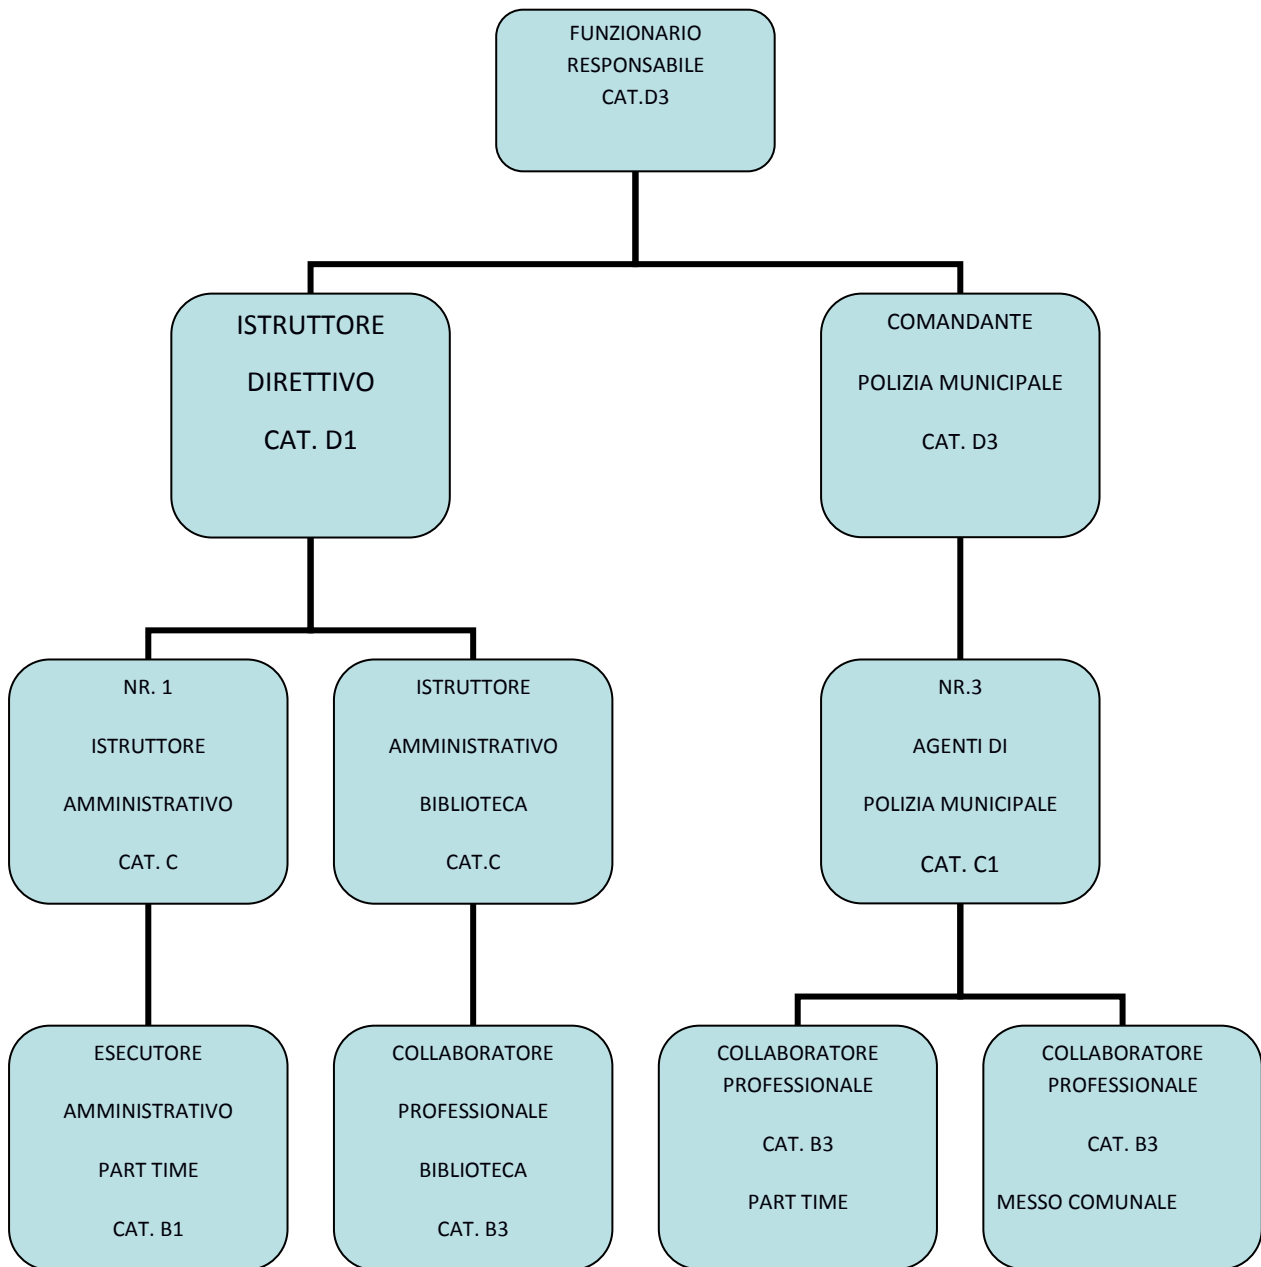 FUNZIONARIO
RESPONSABILE
CAT.D3
ISTRUTTORE
DIRETTIVO
CAT. D1
COMANDANTE
POLIZIA MUNICIPALE
CAT. D3
NR. 1
ISTRUTTORE
AMMINISTRATIVO
CAT. C
ISTRUTTORE
AMMINISTRATIVO
BIBLIOTECA
CAT.C
NR.3
AGENTI DI
POLIZIA MUNICIPALE
CAT. C1
ESECUTORE
AMMINISTRATIVO
PART TIME
CAT. B1
COLLABORATORE
PROFESSIONALE
BIBLIOTECA
CAT. B3
COLLABORATORE
PROFESSIONALE
CAT. B3
PART TIME
COLLABORATORE
PROFESSIONALE
CAT. B3
MESSO COMUNALE